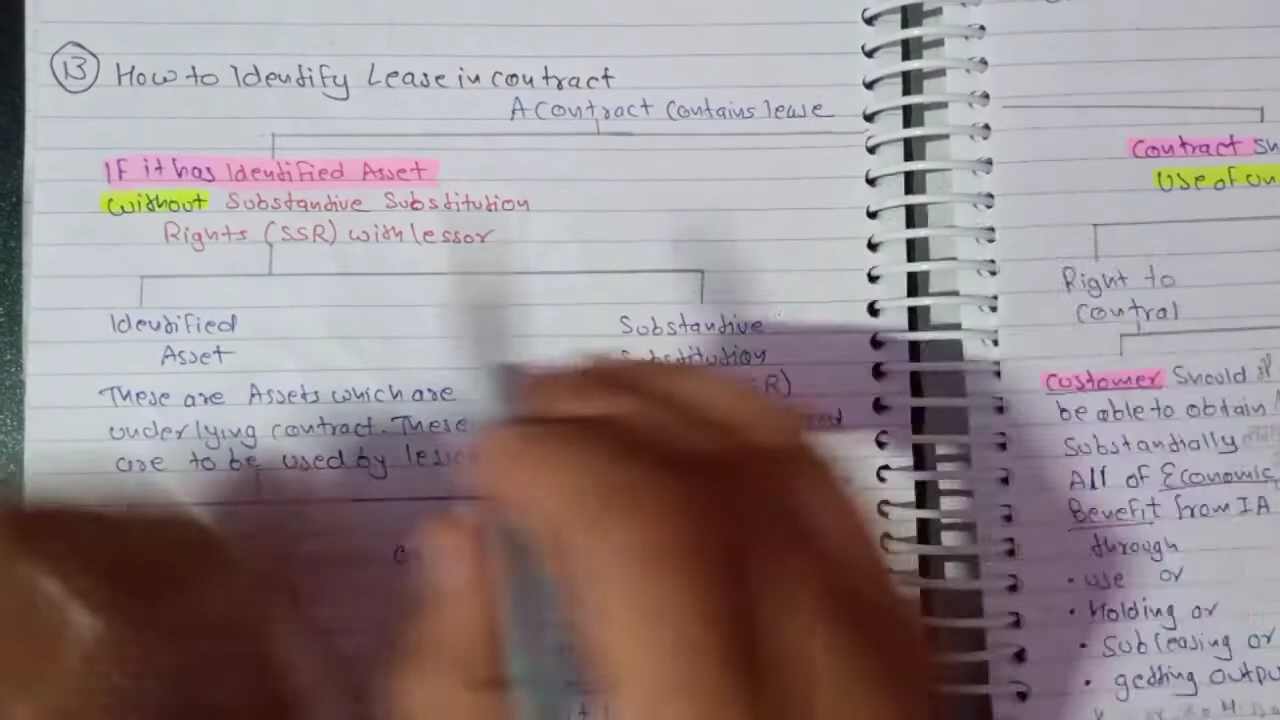 13 How to Identify Lease in contract
A Contract Contains lease
IF it has Identified Asset
without Substantive Substitution
Rights (SSR) with lessor
Identified
Asset
These are Assets which are
underlying contract. These
are to be used by
Substantive
Substitution
Contract
Use of
Right to
Control
Customer Should
be able to obtain
Substantially
All of Economic
Benefit from IA
through
• use or
• Holding or
• Subleasing or
• getting